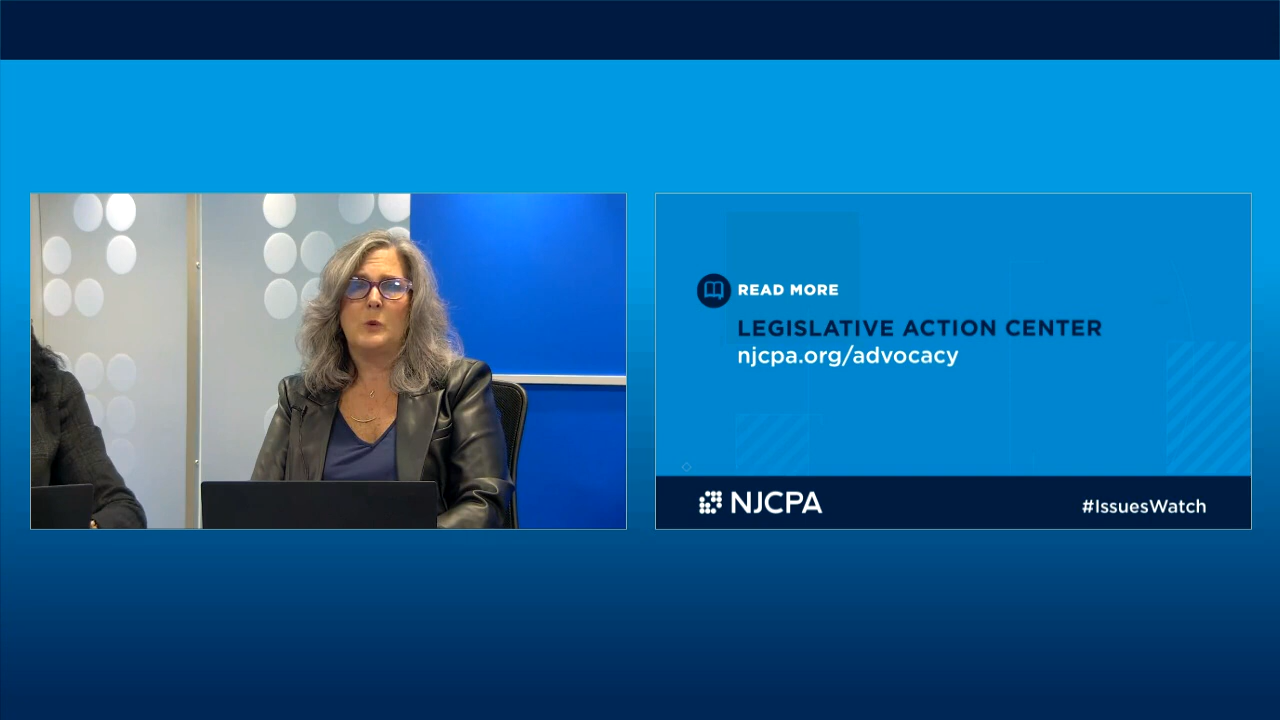 READ MORE
LEGISLATIVE ACTION CENTER
njcpa.org/advocacy
NJCPA
#IssuesWatch